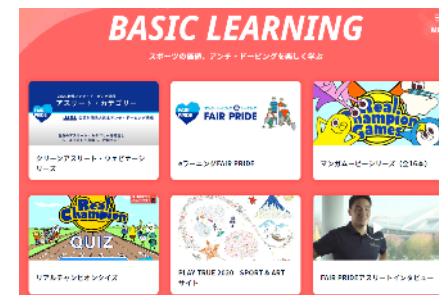 BASIC LEARNING
スポーツの価値、アンチ・ドーピングを楽しく学ぶ
アスリート・カテゴリー
FAIR PRIDE
クリーンアスリート・ウェビナーシ
リーズ
FAIR PRIDE
eラーニングFAIR PRIDE
Real
Champion
Games
マンガムービーシリーズ（全16本）
Real
Champion
QUIZ
リアルチャンピオンクイズ
PLAY TRUE 2020 SPORT & ART
サイト
FAIR PRIDEアスリートインタビュー